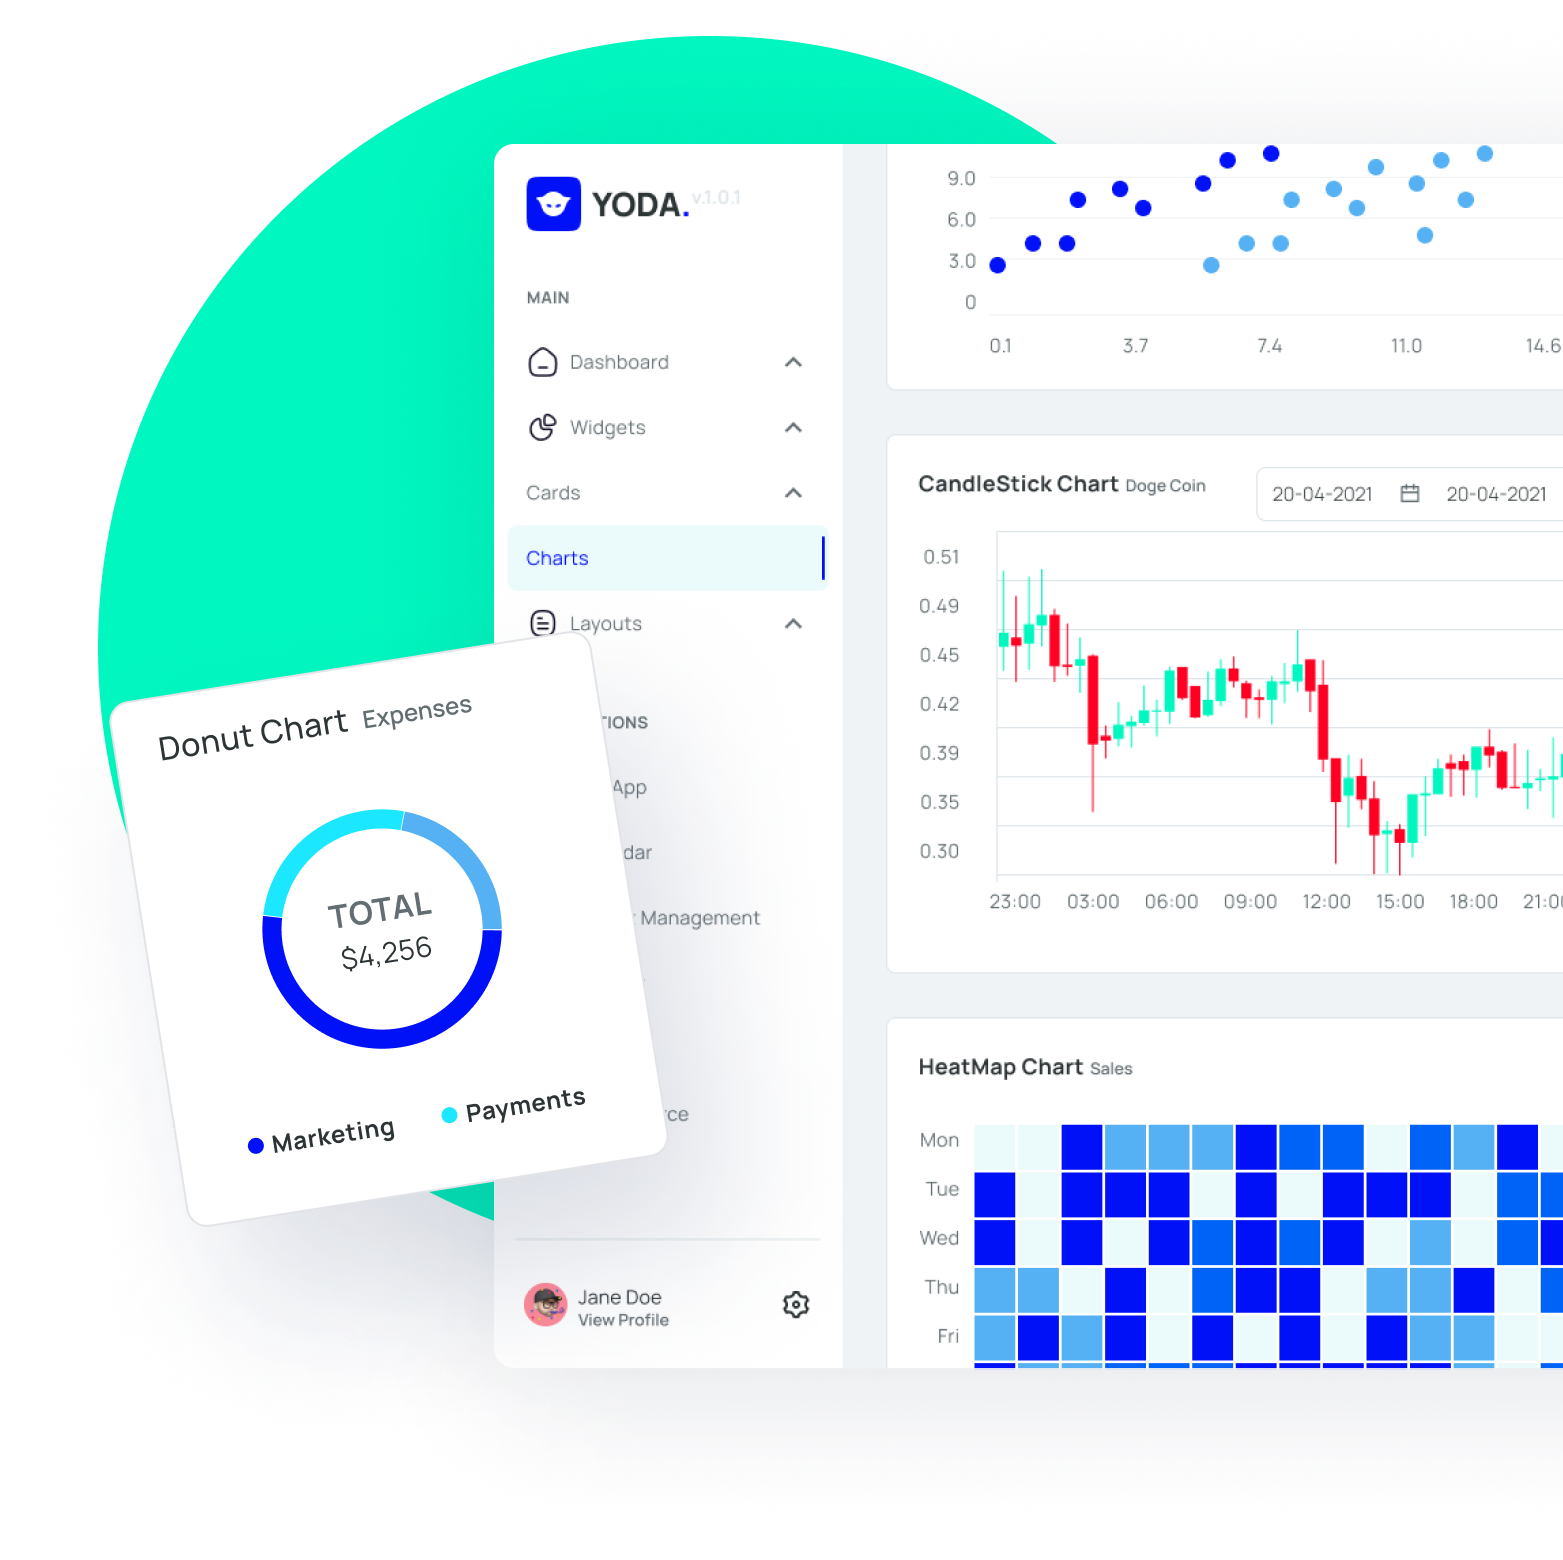 YODA. v.1.0.1
MAIN
Dashboard
Widgets
Cards
Charts
Layouts
TIONS
App
dar
Management
rce
Jane Doe
View Profile
Donut Chart Expenses
TOTAL
$4,256
Marketing
Payments
9.0
6.0
3.0
0
0.1 3.7 7.4 11.0 14.6
CandleStick Chart Doge Coin
20-04-2021 20-04-2021
0.51
0.49
0.45
0.42
0.39
0.35
0.30
23:00 03:00 06:00 09:00 12:00 15:00 18:00 21:00
HeatMap Chart Sales
Mon
Tue
Wed
Thu
Fri